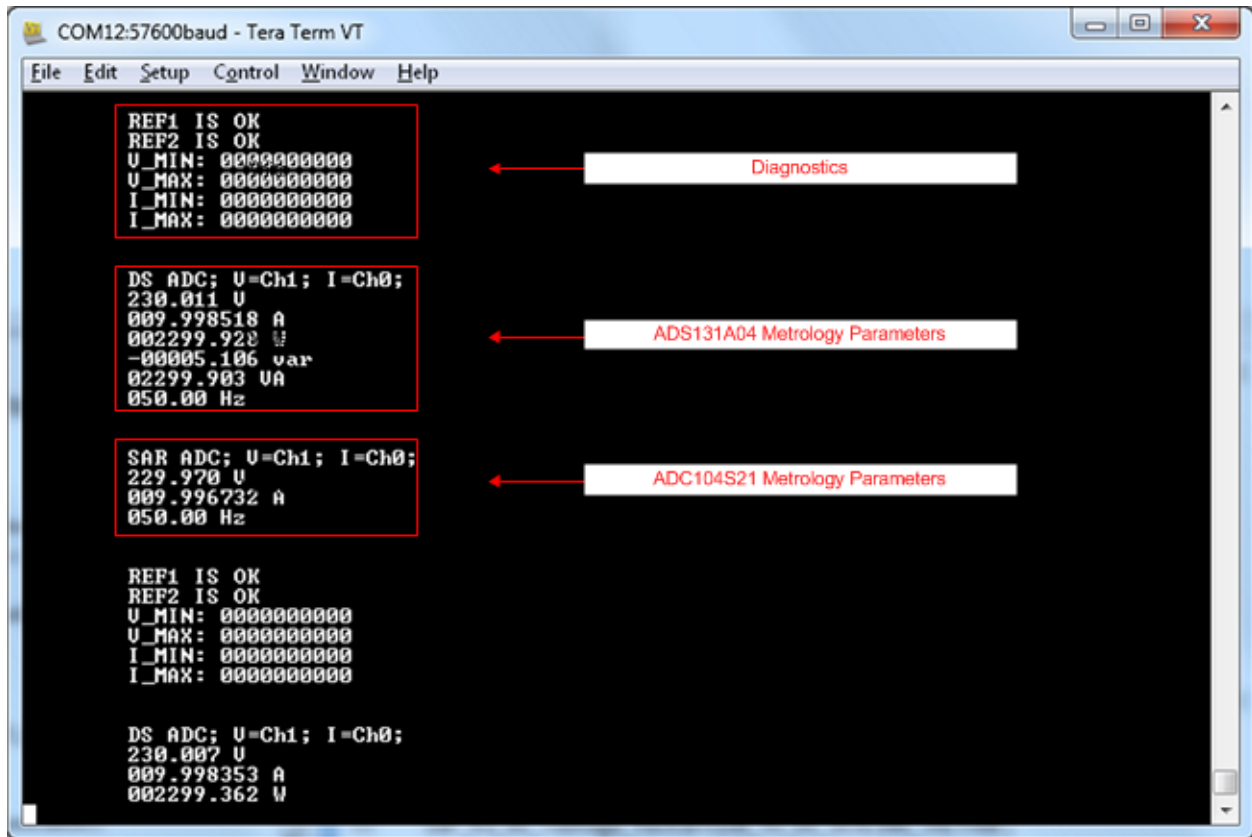 COM12:57600baud - Tera Term VT
File Edit Setup Control Window Help
REF1 IS OK
REF2 IS OK
V_MIN: 0000000000
V_MAX: 0000000000
I_MIN: 0000000000
I_MAX: 0000000000
Diagnostics
DS ADC; V=Ch1; I=Ch0;
230.011 V
009.998518 A
002299.928 W
-00005.106 var
02299.903 VA
050.00 Hz
ADS131A04 Metrology Parameters
SAR ADC; V=Ch1; I=Ch0;
229.970 V
009.996732 A
050.00 Hz
ADC104S21 Metrology Parameters
REF1 IS OK
REF2 IS OK
V_MIN: 0000000000
V_MAX: 0000000000
I_MIN: 0000000000
I_MAX: 0000000000
DS ADC; V=Ch1; I=Ch0;
230.007 V
009.998353 A
002299.362 W